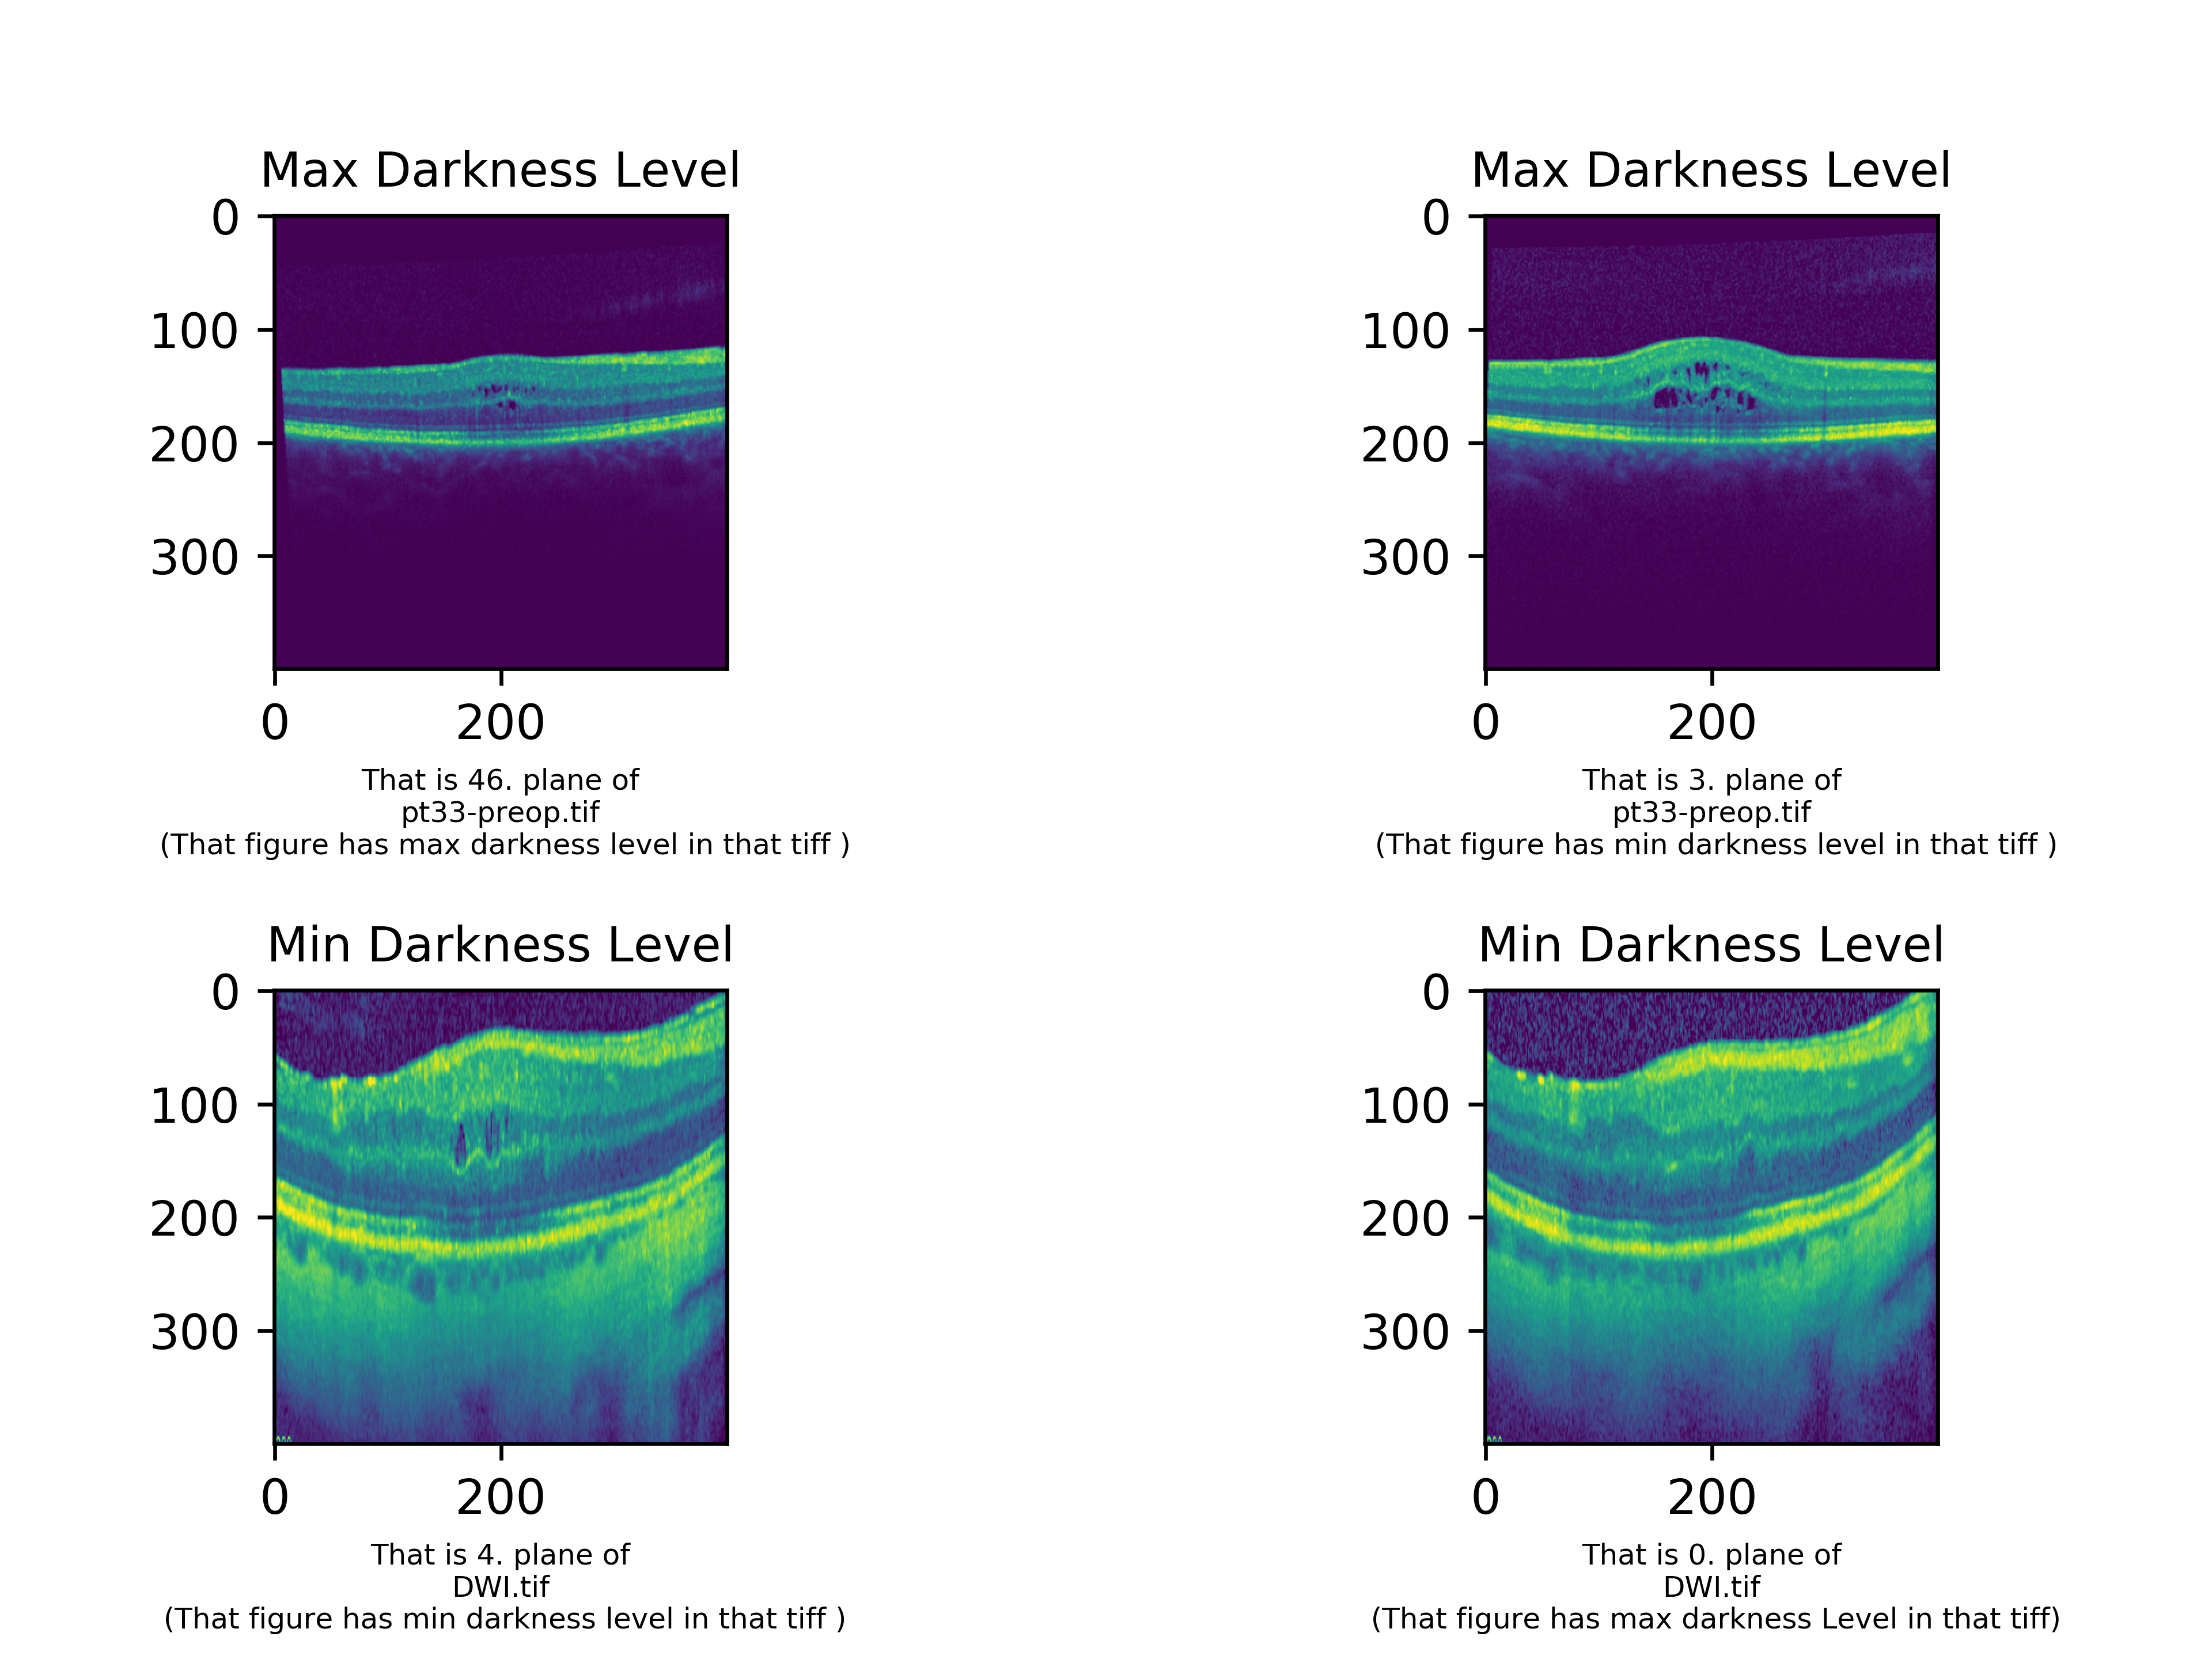 Max Darkness Level
0
100
200
300
0 200
That is 46. plane of
pt33-preop.tif
(That figure has max darkness level in that tiff )
Max Darkness Level
0
100
200
300
0 200
That is 3. plane of
pt33-preop.tif
(That figure has min darkness level in that tiff )
Min Darkness Level
0
100
200
300
0 200
That is 4. plane of
DWI.tif
(That figure has min darkness level in that tiff )
Min Darkness Level
0
100
200
300
0 200
That is 0. plane of
DWI.tif
(That figure has max darkness Level in that tiff)